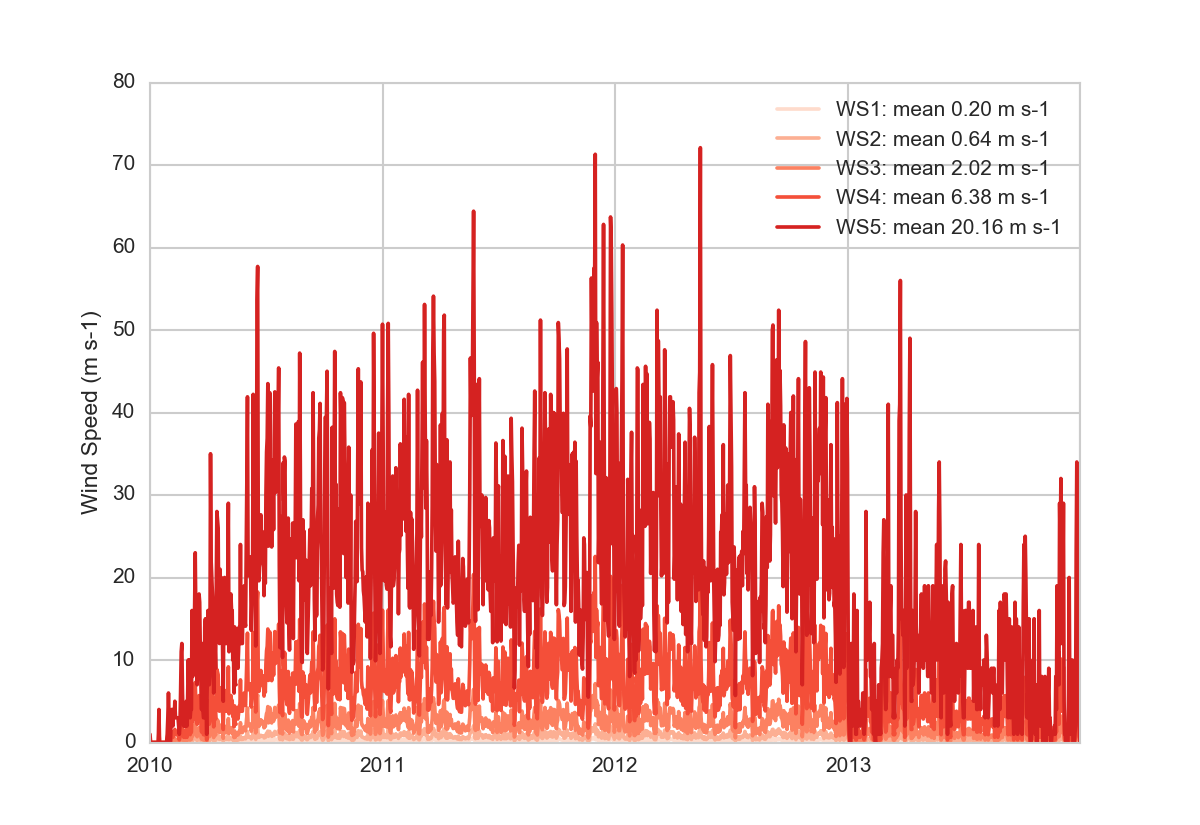 80
70
60
50
40
30
20
10
0
2010
2011
2012
2013
Wind Speed (m s-1)
WS1: mean 0.20 m s-1
WS2: mean 0.64 m s-1
WS3: mean 2.02 m s-1
WS4: mean 6.38 m s-1
WS5: mean 20.16 m s-1